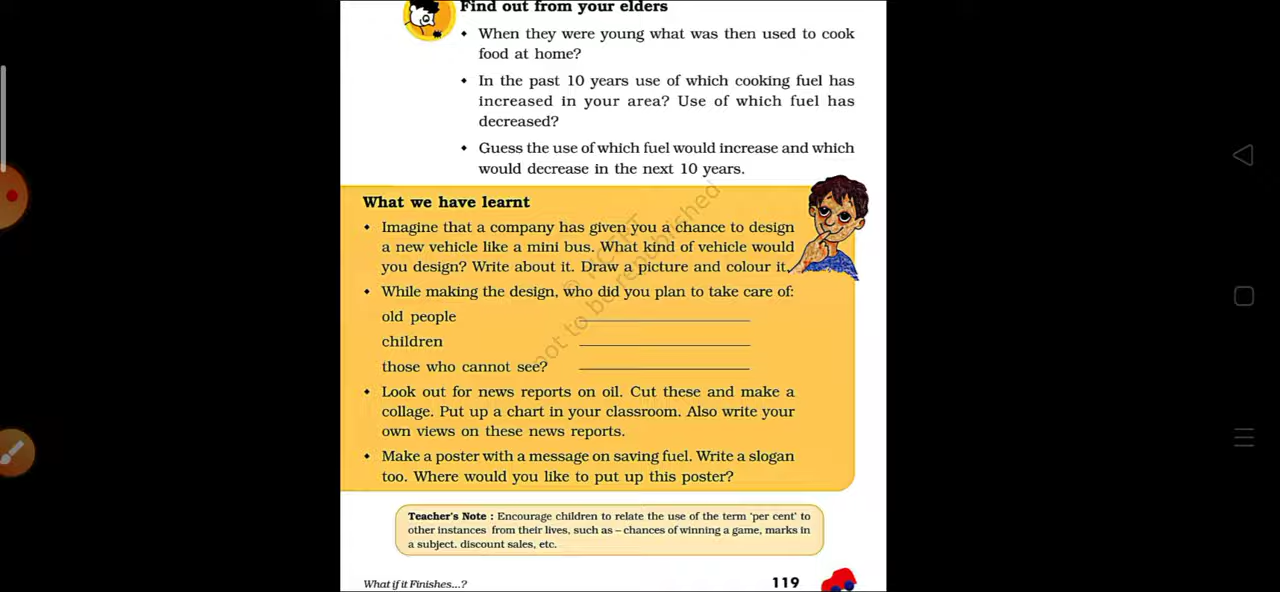 Find out from your elders
• When they were young what was then used to cook
food at home?
• In the past 10 years use of which cooking fuel has
increased in your area? Use of which fuel has
decreased?
• Guess the use of which fuel would increase and which
would decrease in the next 10 years.
What we have learnt
• Imagine that a company has given you a chance to design
a new vehicle like a mini bus. What kind of vehicle would
you design? Write about it. Draw a picture and colour it.
• While making the design, who did you plan to take care of:
old people
children
those who cannot see?
• Look out for news reports on oil. Cut these and make a
collage. Put up a chart in your classroom. Also write your
own views on these news reports.
• Make a poster with a message on saving fuel. Write a slogan
too. Where would you like to put up this poster?
Teacher's Note : Encourage children to relate the use of the term 'per cent' to
other instances from their lives, such as – chances of winning a game, marks in
a subject. discount sales, etc.
What if it Finishes...?
119
© NCERT
not to be republished